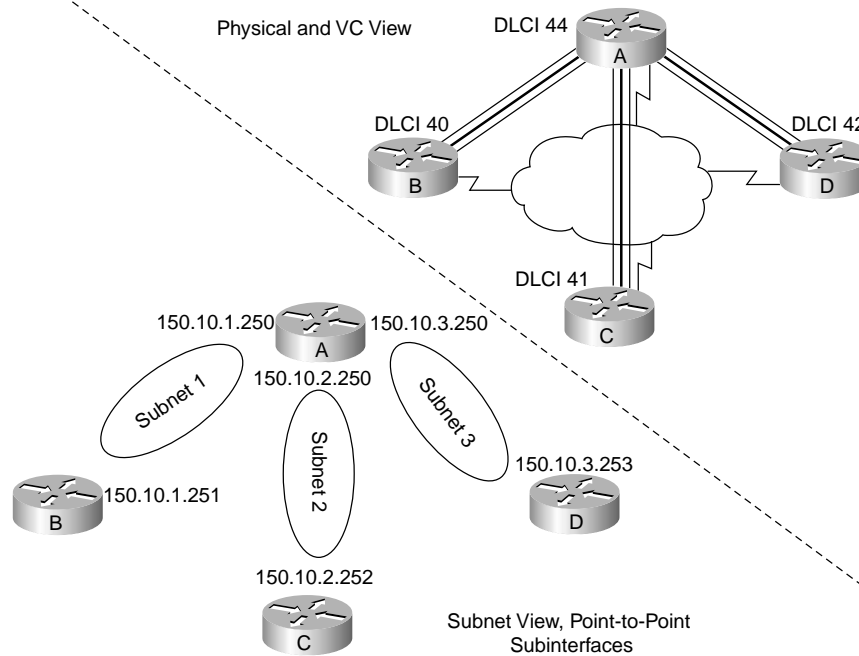 Physical and VC View
DLCI 44
A
DLCI 40
DLCI 42
B
D
DLCI 41
C
150.10.1.250
150.10.3.250
A
150.10.2.250
Subnet 1
Subnet 2
Subnet 3
150.10.3.253
150.10.1.251
B
D
150.10.2.252
C
Subnet View, Point-to-Point
Subinterfaces